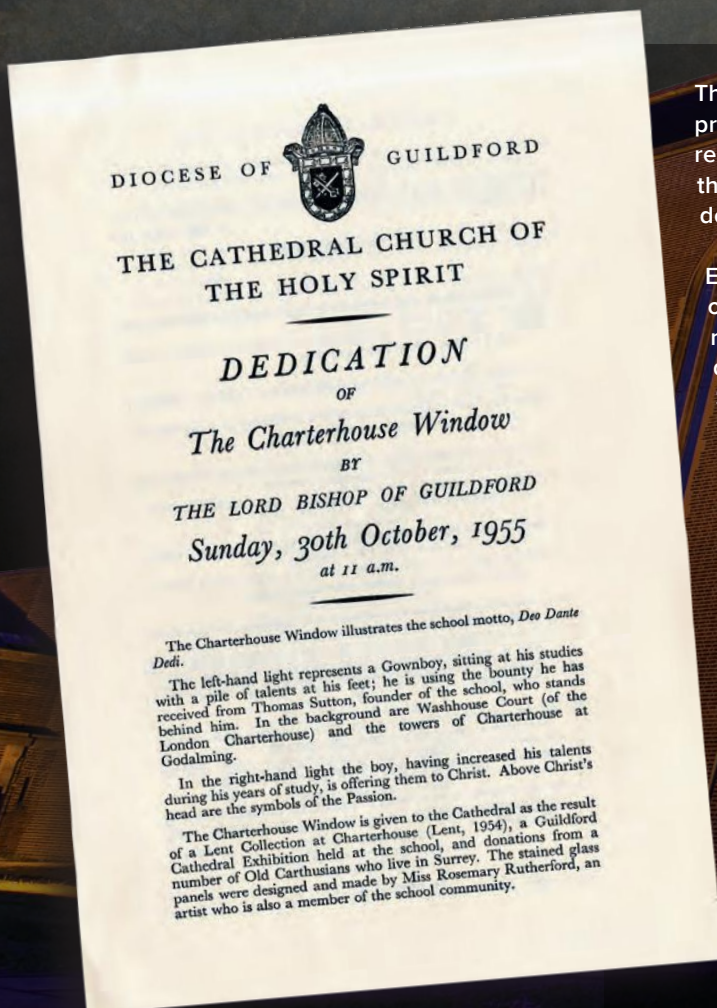 DIOCESE OF GUILDFORD
THE CATHEDRAL CHURCH OF
THE HOLY SPIRIT
DEDICATION
OF
The Charterhouse Window
BY
THE LORD BISHOP OF GUILDFORD
Sunday, 30th October, 1955
at 11 a.m.
The Charterhouse Window illustrates the school motto, Deo Dante
Dedi.
The left-hand light represents a Gownboy, sitting at his studies
with a pile of talents at his feet; he is using the bounty he has
received from Thomas Sutton, founder of the school, who stands
behind him. In the background are Washhouse Court (of the
London Charterhouse) and the towers of Charterhouse at
Godalming.
In the right-hand light the boy, having increased his talents
during his years of study, is offering them to Christ. Above Christ's
head are the symbols of the Passion.
The Charterhouse Window is given to the Cathedral as the result
of a Lent Collection at Charterhouse (Lent, 1954), a Guildford
Cathedral Exhibition held at the school, and donations from a
number of Old Carthusians who live in Surrey. The stained glass
panels were designed and made by Miss Rosemary Rutherford, an
artist who is also a member of the school community.